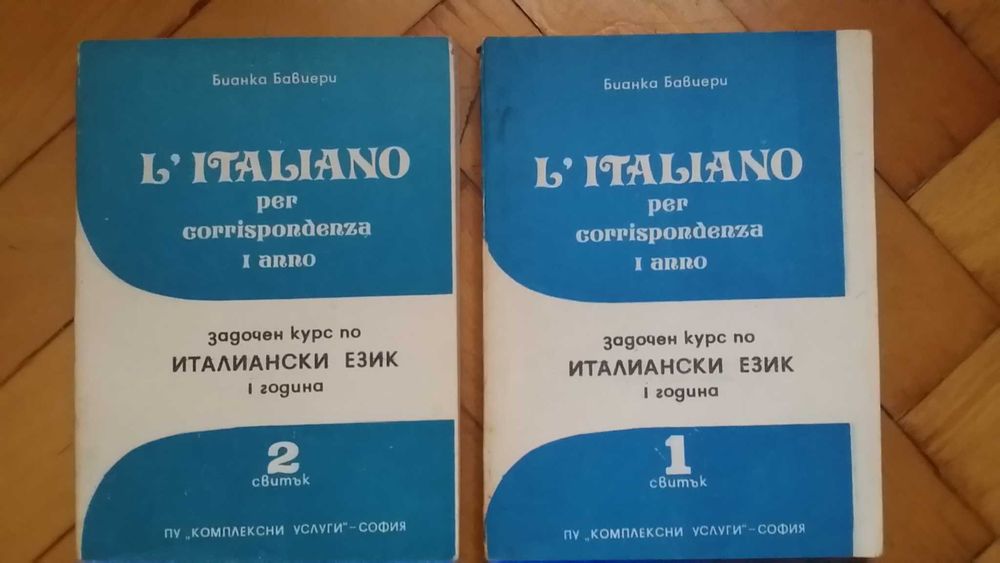 Бианка Бавиери
L' ITALIANO
per
corrispondenza
I anno
задочен курс по
ИТАЛИАНСКИ ЕЗИК
I година
2
свитък
ПУ „КОМПЛЕКСНИ УСЛУГИ" - СОФИЯ
Бианка Бавиери
L' ITALIANO
per
corrispondenza
I anno
задочен курс по
ИТАЛИАНСКИ ЕЗИК
I година
1
свитък
ПУ „КОМПЛЕКСНИ УСЛУГИ" - СОФИЯ